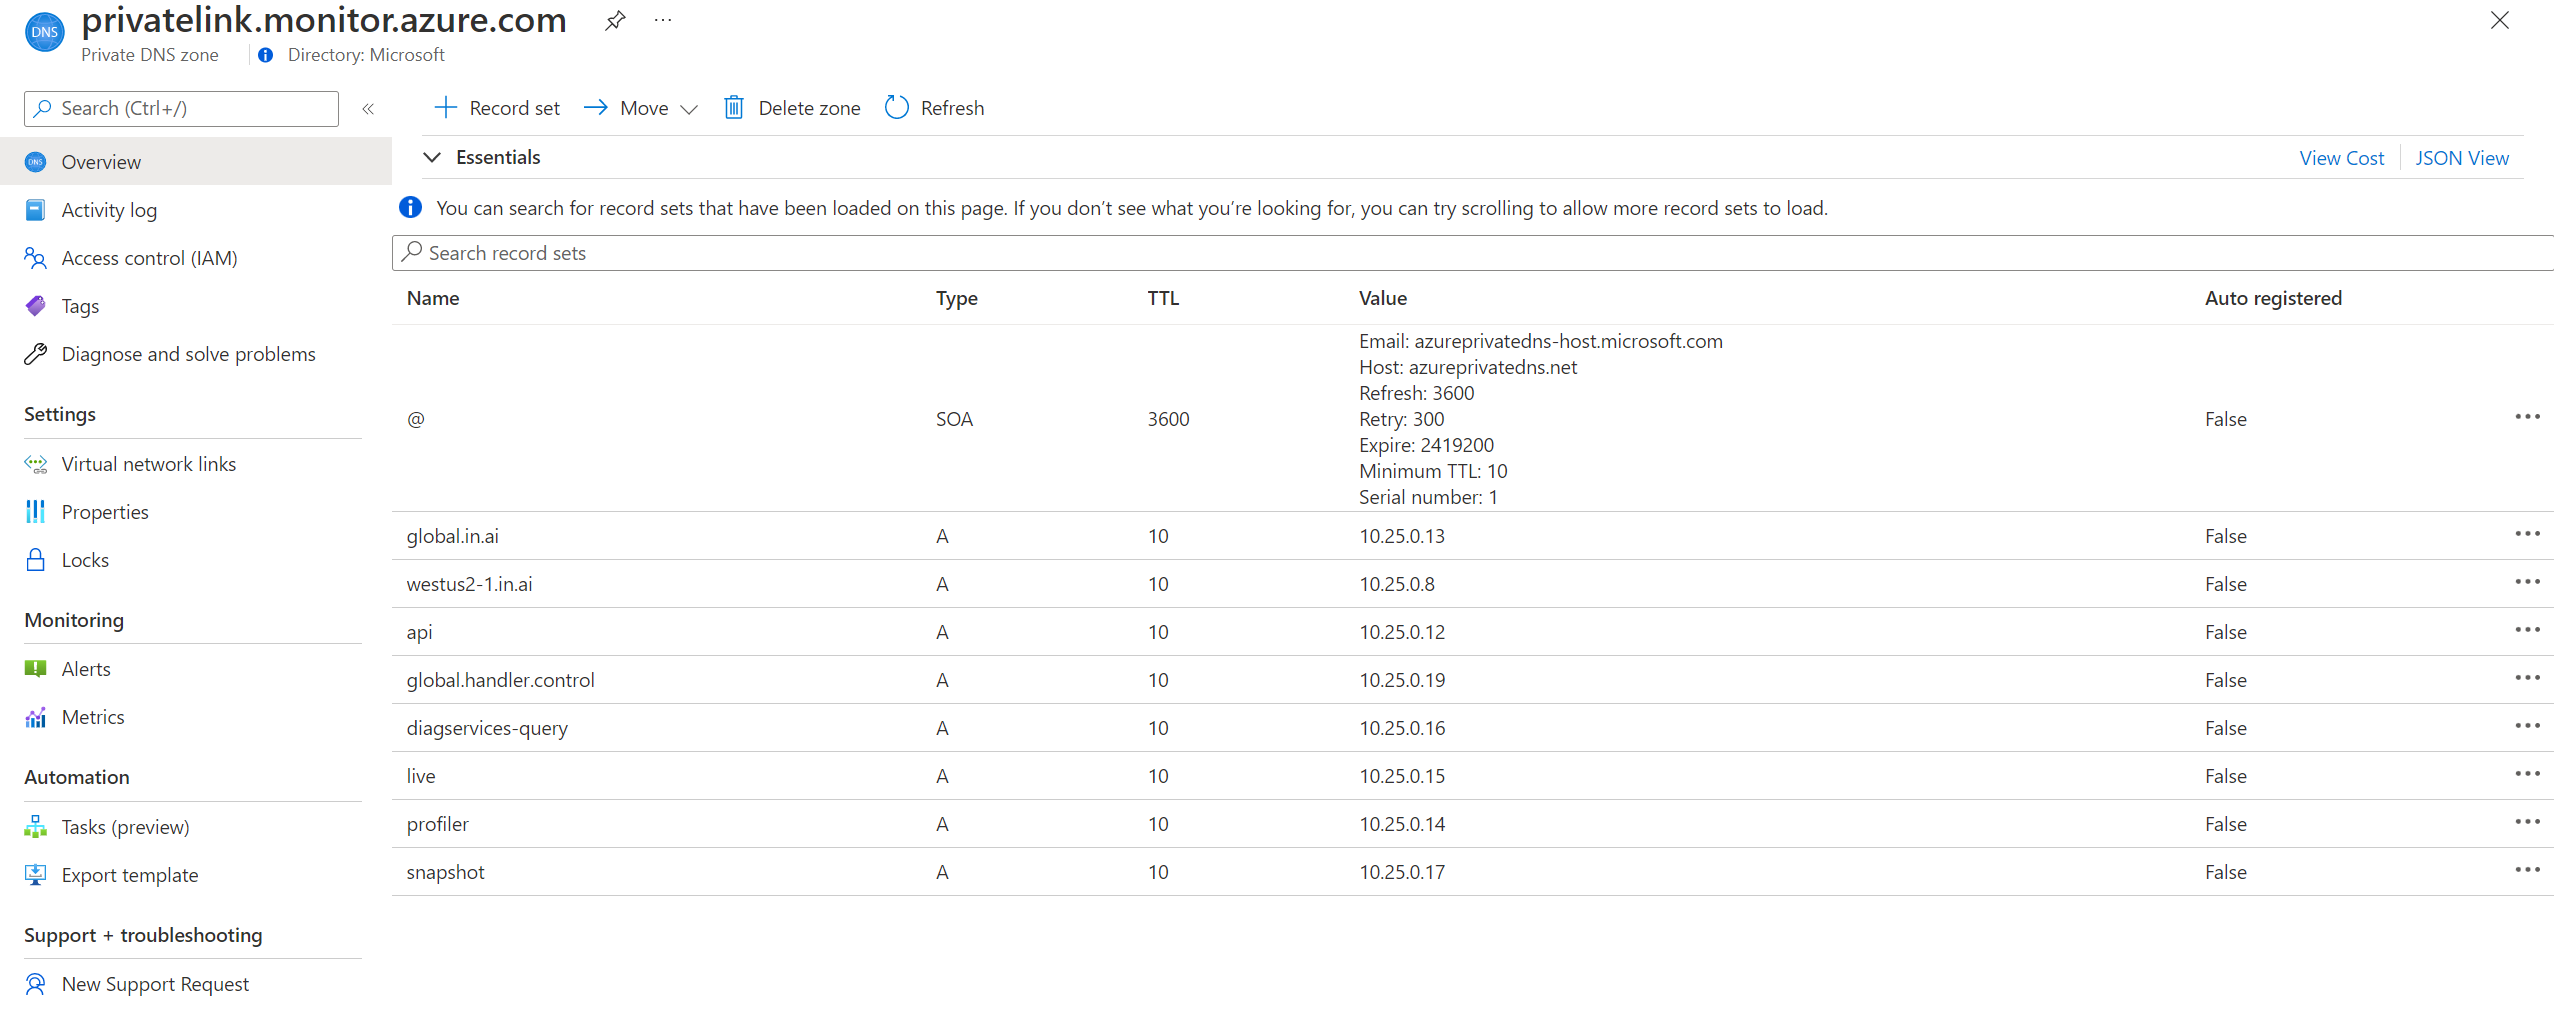 privatelink.monitor.azure.com
Private DNS zone
Directory: Microsoft
Search (Ctrl+/)
Overview
Activity log
Access control (IAM)
Tags
Diagnose and solve problems
Settings
Virtual network links
Properties
Locks
Monitoring
Alerts
Metrics
Automation
Tasks (preview)
Export template
Support + troubleshooting
New Support Request
Record set Move Delete zone Refresh
Essentials View Cost JSON View
You can search for record sets that have been loaded on this page. If you don’t see what you’re looking for, you can try scrolling to allow more record sets to load.
Search record sets
Name Type TTL Value Auto registered
Email: azureprivatedns-host.microsoft.com
Host: azureprivatedns.net
Refresh: 3600
Retry: 300
@ SOA 3600 False
Expire: 2419200
Minimum TTL: 10
Serial number: 1
global.in.ai A 10 10.25.0.13 False
westus2-1.in.ai A 10 10.25.0.8 False
api A 10 10.25.0.12 False
global.handler.control A 10 10.25.0.19 False
diagservices-query A 10 10.25.0.16 False
live A 10 10.25.0.15 False
profiler A 10 10.25.0.14 False
snapshot A 10 10.25.0.17 False